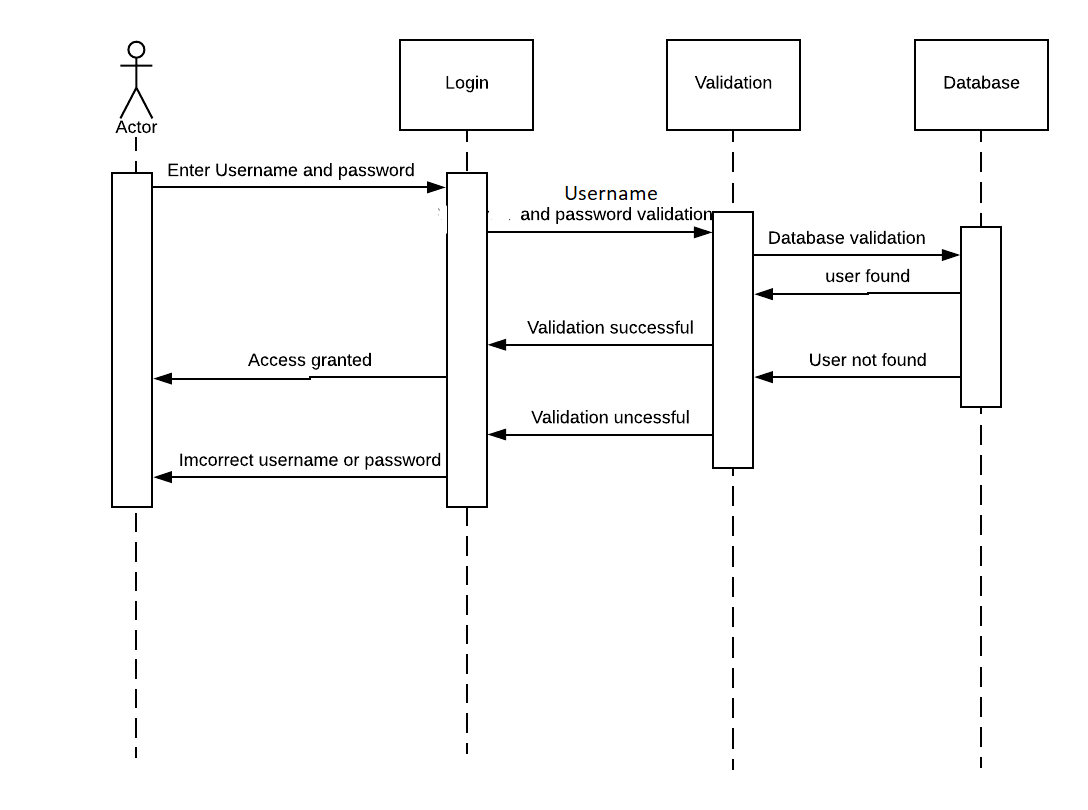 Actor
Login
Validation
Database
Enter Username and password
Username
and password validation
Database validation
user found
Validation successful
Access granted
User not found
Validation uncessful
Imcorrect username or password